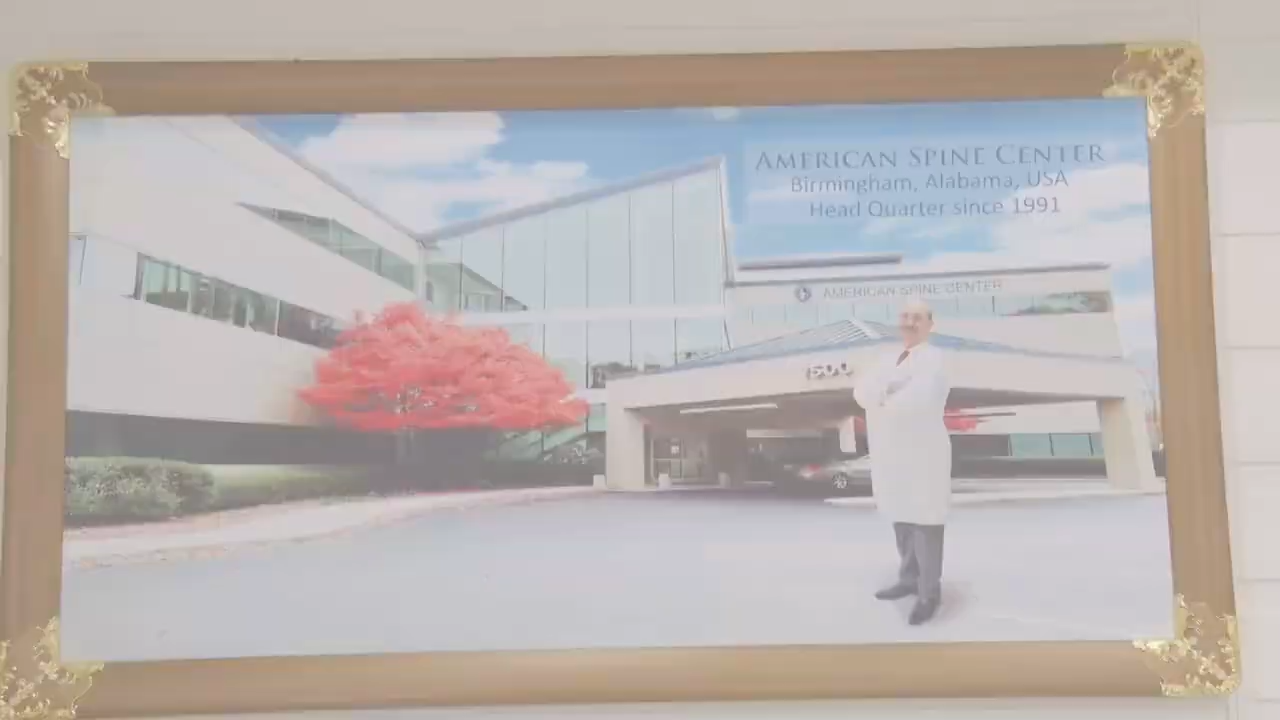 AMERICAN SPINE CENTER
Birmingham, Alabama, USA
Head Quarter since 1991
AMERICAN SPINE CENTER
1500